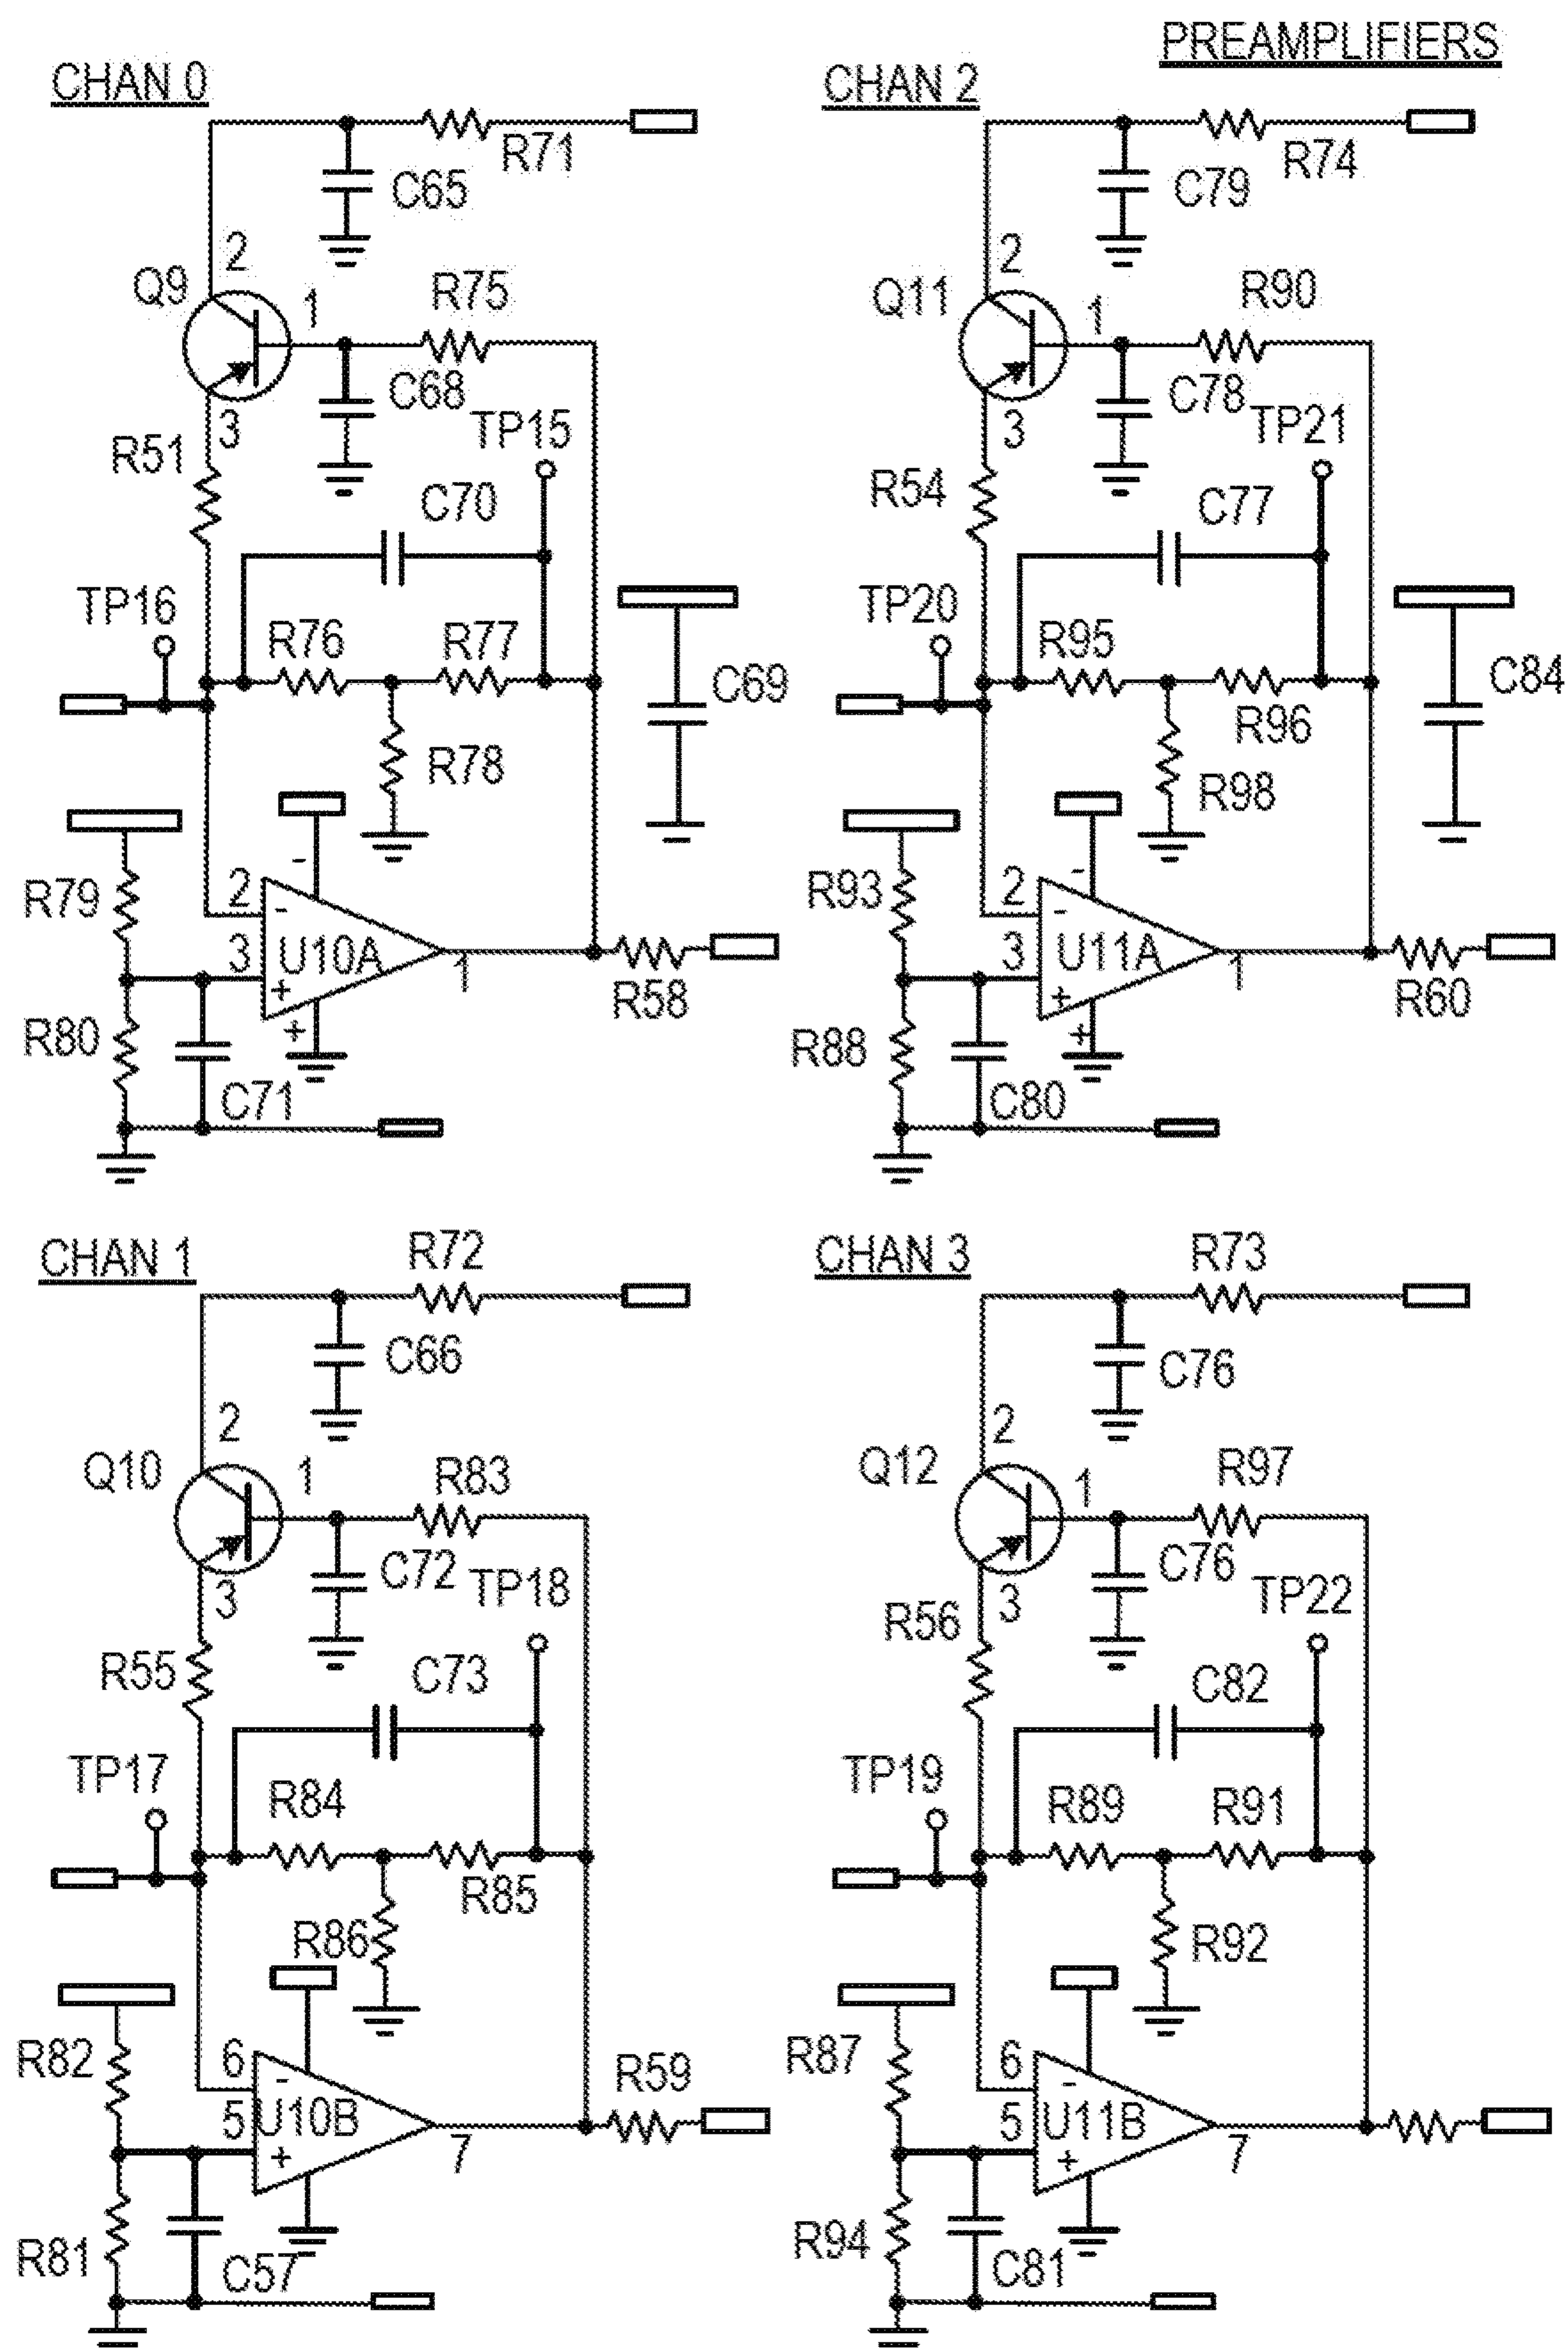 PREAMPLIFIERS
CHAN 0
R71
C65
2
Q9
1
R75
C68
3
TP15
R51
C70
TP16
R76
R77
C69
R78
-
R79
2
-
3
U10A
1
+
R58
R80
+
C71
CHAN 2
R74
C79
2
Q11
1
R90
C78
3
TP21
R54
C77
TP20
R95
C84
R96
R98
-
R93
2
-
3
U11A
1
+
R60
R88
+
C80
CHAN 1
R72
C66
2
Q10
1
R83
C72
3
TP18
R55
C73
TP17
R84
R85
R86
R82
6
-
R59
5
U10B
7
+
R81
C57
CHAN 3
R73
C76
2
Q12
1
R97
C76
3
TP22
R56
C82
TP19
R89
R91
R92
R87
6
-
5
U11B
7
+
R94
C81